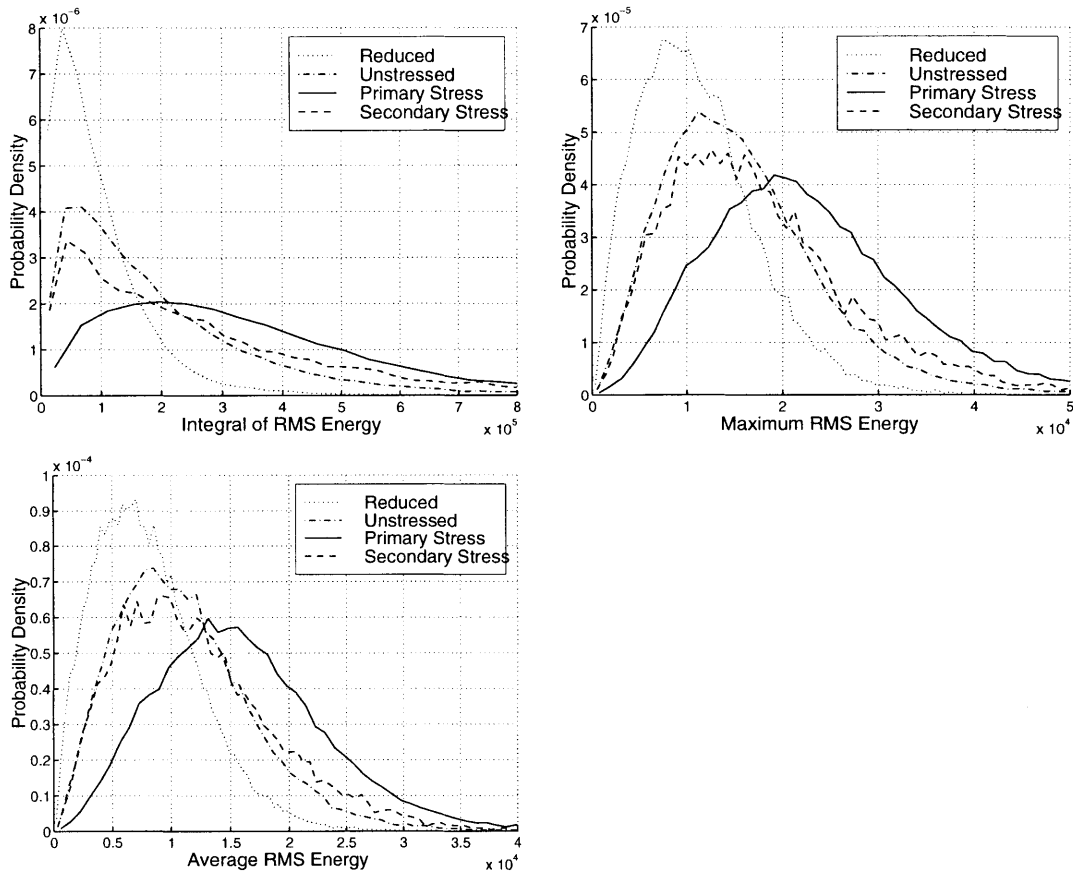 x 10^-6
8
7
6
5
4
3
2
1
0
Probability Density
Reduced
Unstressed
Primary Stress
Secondary Stress
0 1 2 3 4 5 6 7 8
Integral of RMS Energy
x 10^5
x 10^-5
7
6
5
4
3
2
1
0
Probability Density
Reduced
Unstressed
Primary Stress
Secondary Stress
0 1 2 3 4 5
Maximum RMS Energy
x 10^4
x 10^-4
1
0.9
0.8
0.7
0.6
0.5
0.4
0.3
0.2
0.1
0
Probability Density
Reduced
Unstressed
Primary Stress
Secondary Stress
0 0.5 1 1.5 2 2.5 3 3.5 4
Average RMS Energy
x 10^4